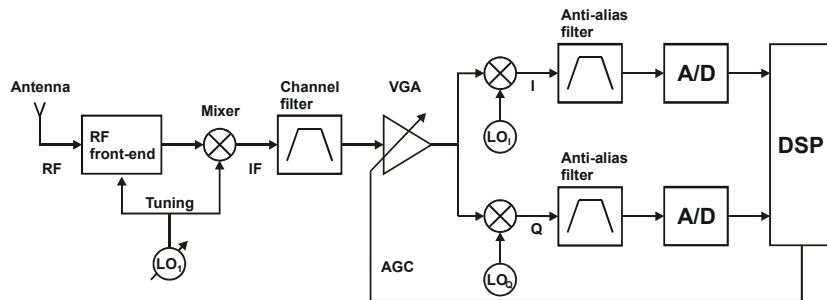 Antenna
RF
RF
front-end
Mixer
IF
Tuning
LO1
Channel
filter
VGA
AGC
LOI
I
Anti-alias
filter
A/D
LOQ
Q
Anti-alias
filter
A/D
DSP